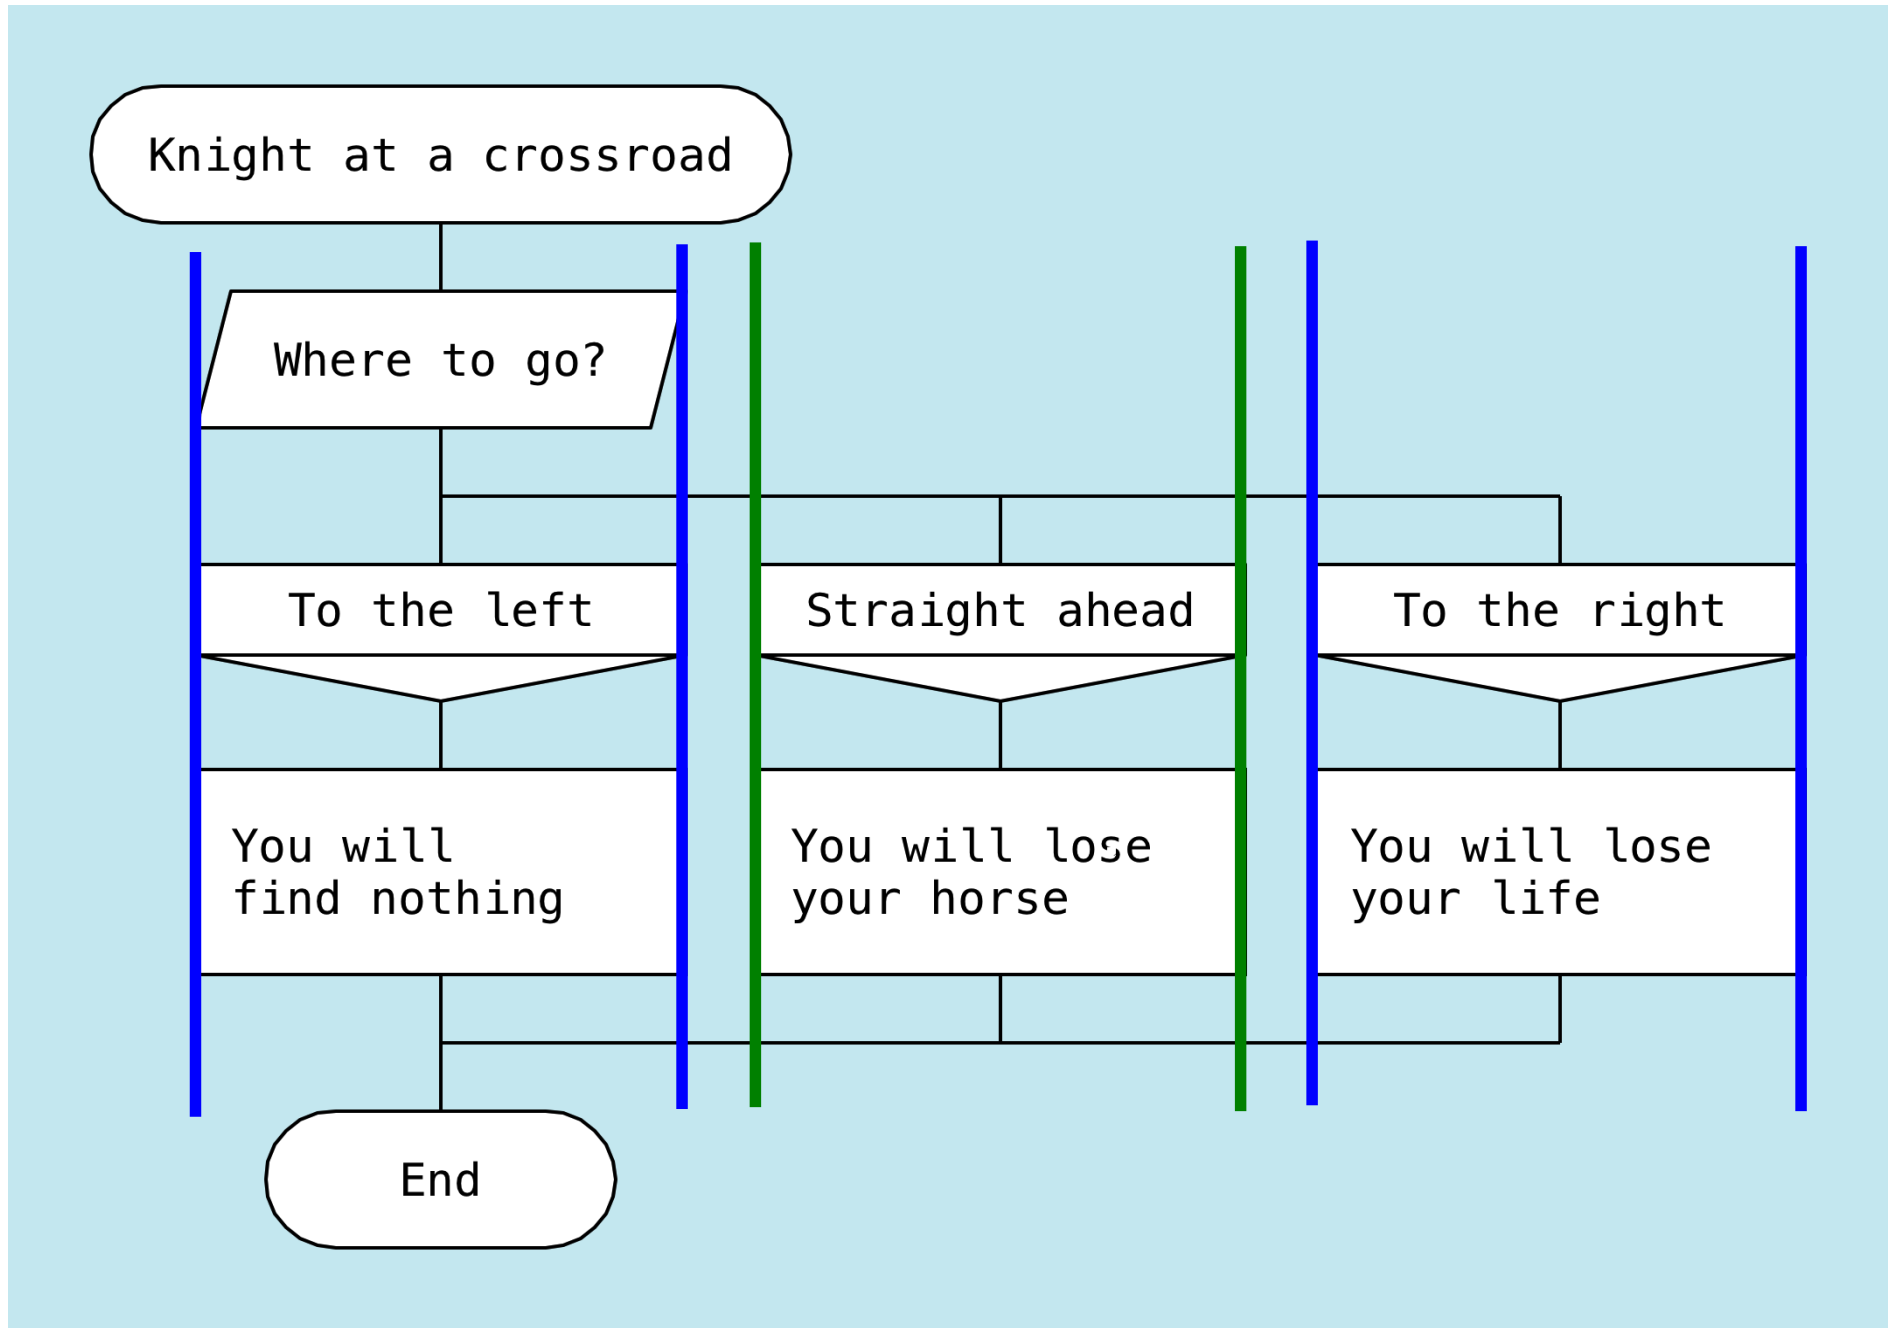 Knight at a crossroad
Where to go?
To the left
Straight ahead
To the right
You will
find nothing
You will lose
your horse
You will lose
your life
End